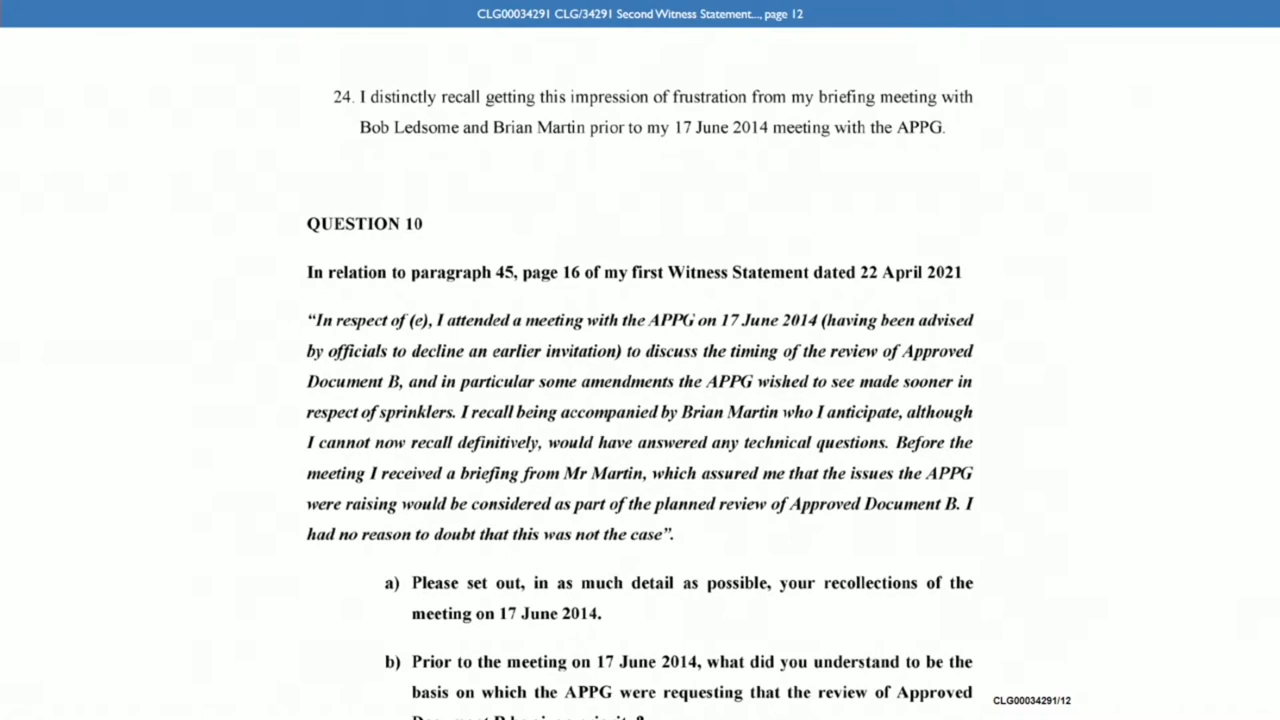 CLG00034291 CLG/34291 Second Witness Statement..., page 12
24. I distinctly recall getting this impression of frustration from my briefing meeting with
Bob Ledsome and Brian Martin prior to my 17 June 2014 meeting with the APPG.
QUESTION 10
In relation to paragraph 45, page 16 of my first Witness Statement dated 22 April 2021
“In respect of (e), I attended a meeting with the APPG on 17 June 2014 (having been advised
by officials to decline an earlier invitation) to discuss the timing of the review of Approved
Document B, and in particular some amendments the APPG wished to see made sooner in
respect of sprinklers. I recall being accompanied by Brian Martin who I anticipate, although
I cannot now recall definitively, would have answered any technical questions. Before the
meeting I received a briefing from Mr Martin, which assured me that the issues the APPG
were raising would be considered as part of the planned review of Approved Document B. I
had no reason to doubt that this was not the case”.
a) Please set out, in as much detail as possible, your recollections of the
meeting on 17 June 2014.
b) Prior to the meeting on 17 June 2014, what did you understand to be the
basis on which the APPG were requesting that the review of Approved
CLG00034291/12